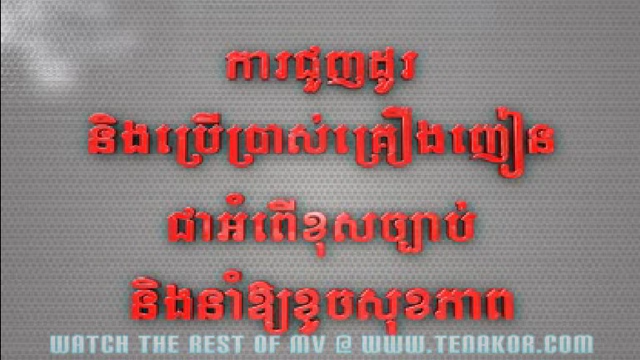 ការជួញដូរ
និងប្រើប្រាស់គ្រឿងញៀន
ជាអំពើខុសច្បាប់
និងនាំឱ្យខូចសុខភាព
WATCH THE REST OF MV @ WWW.TENAKOR.COM